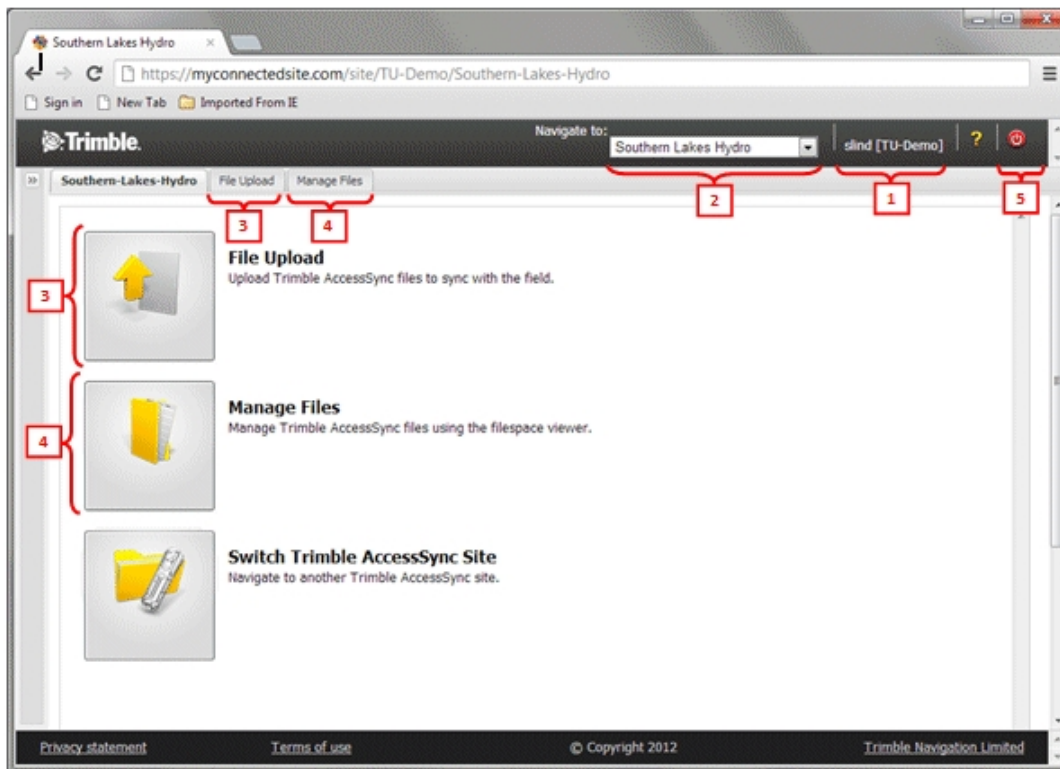 Southern Lakes Hydro
https://myconnectedsite.com/site/TU-Demo/Southern-Lakes-Hydro
Sign in New Tab Imported From IE
Trimble.
Navigate to:
Southern Lakes Hydro
slind [TU-Demo]
?
Southern-Lakes-Hydro File Upload Manage Files
2
1
5
3
4
3
File Upload
Upload Trimble AccessSync files to sync with the field.
4
Manage Files
Manage Trimble AccessSync files using the filespace viewer.
Switch Trimble AccessSync Site
Navigate to another Trimble AccessSync site.
Privacy statement Terms of use © Copyright 2012 Trimble Navigation Limited